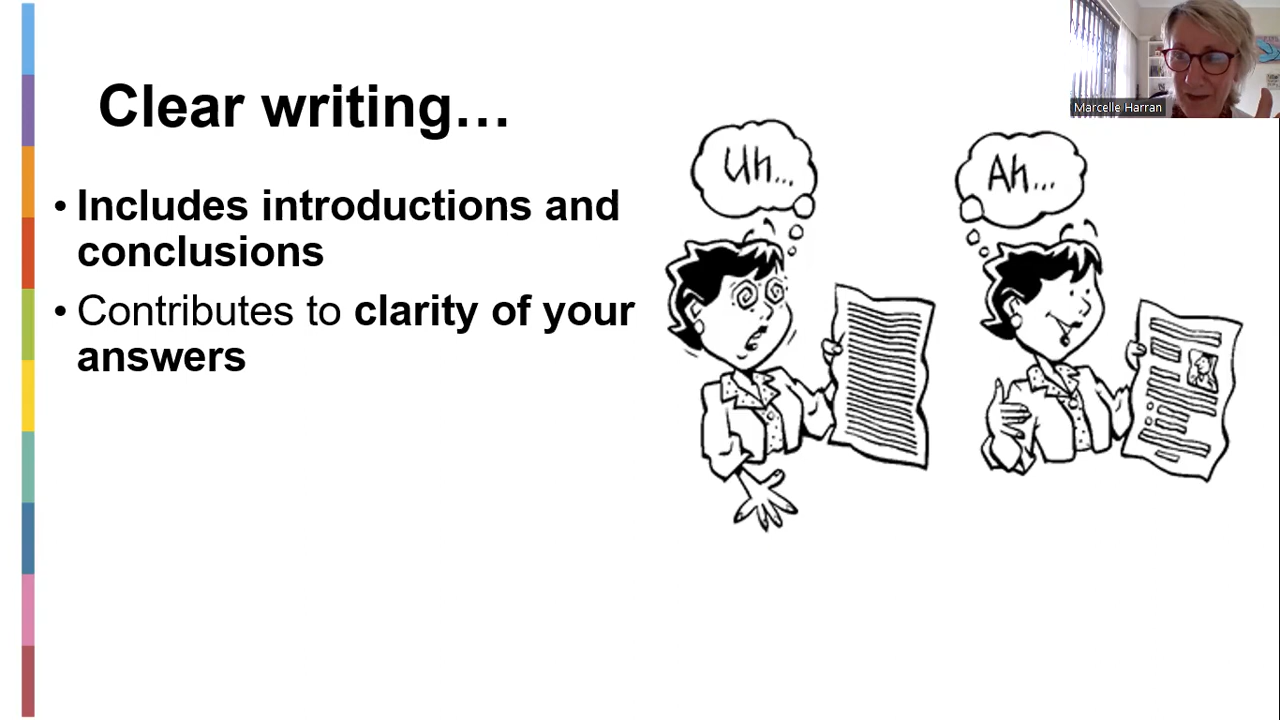 Clear writing…
• Includes introductions and
conclusions
• Contributes to clarity of your
answers
Uh...
Ah...
Marcelle Harran